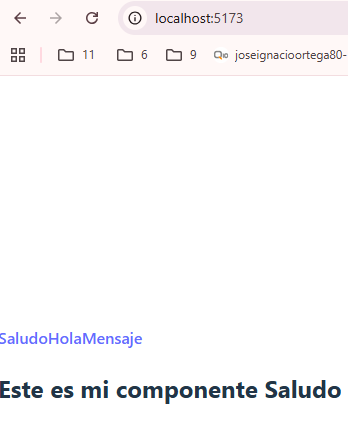 localhost:5173
11 6 9 joseignacioortega80-
SaludoHolaMensaje
Este es mi componente Saludo